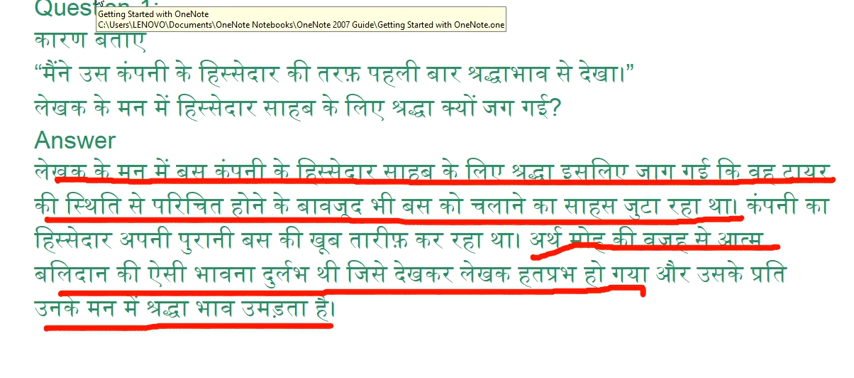 Question 1:
Getting Started with OneNote
C:\Users\LENOVO\Documents\OneNote Notebooks\OneNote 2007 Guide\Getting Started with OneNote.one
कारण बताएँ
“मैंने उस कंपनी के हिस्सेदार की तरफ़ पहली बार श्रद्धाभाव से देखा।”
लेखक के मन में हिस्सेदार साहब के लिए श्रद्धा क्यों जग गई?
Answer
लेखक के मन में बस कंपनी के हिस्सेदार साहब के लिए श्रद्धा इसलिए जाग गई कि वह टायर
की स्थिति से परिचित होने के बावजूद भी बस को चलाने का साहस जुटा रहा था। कंपनी का
हिस्सेदार अपनी पुरानी बस की खूब तारीफ़ कर रहा था। अर्थ मोह की वजह से आत्म
बलिदान की ऐसी भावना दुर्लभ थी जिसे देखकर लेखक हतप्रभ हो गया और उसके प्रति
उनके मन में श्रद्धा भाव उमड़ता है।